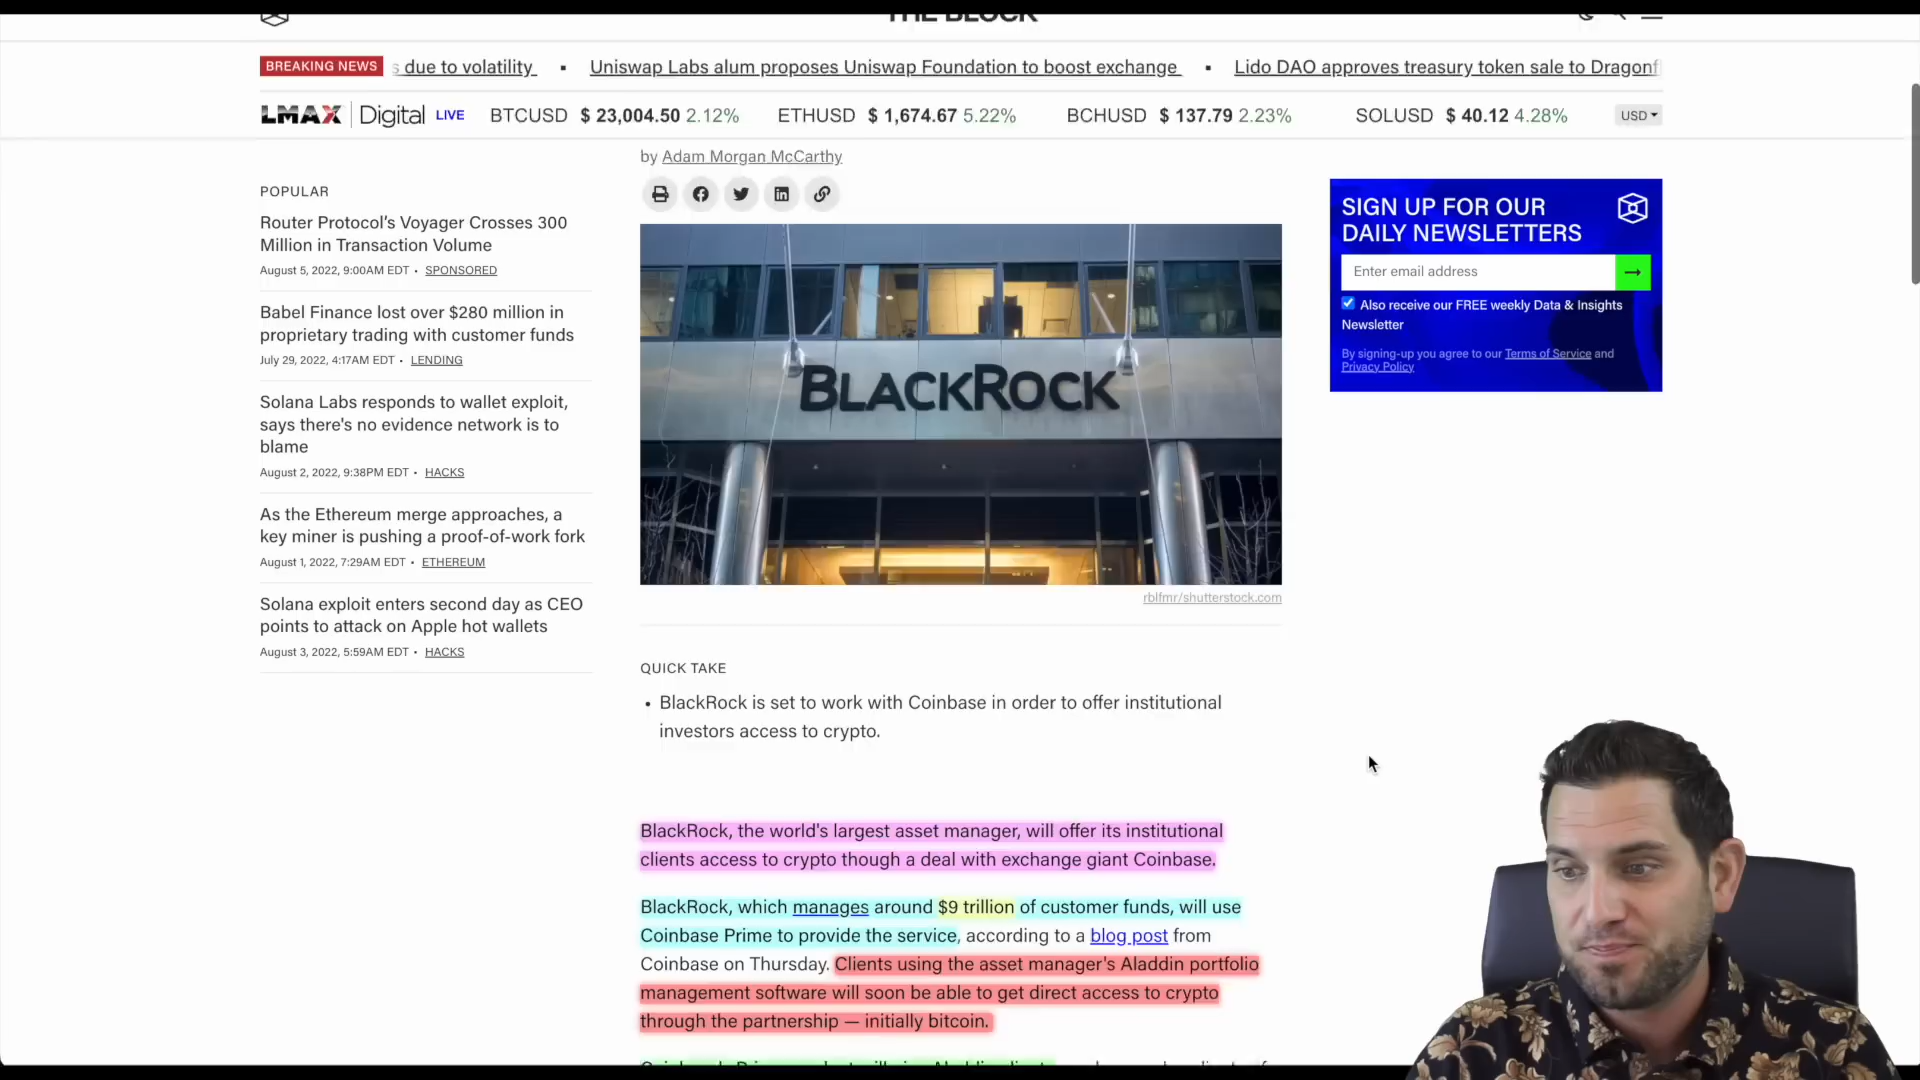 THE BLOCK
BREAKING NEWS s due to volatility ▪ Uniswap Labs alum proposes Uniswap Foundation to boost exchange ▪ Lido DAO approves treasury token sale to Dragonf
LMAX | Digital LIVE BTCUSD $ 23,004.50 2.12% ETHUSD $ 1,674.67 5.22% BCHUSD $ 137.79 2.23% SOLUSD $ 40.12 4.28% USD
by Adam Morgan McCarthy
POPULAR
Router Protocol's Voyager Crosses 300
Million in Transaction Volume
August 5, 2022, 9:00AM EDT • SPONSORED
Babel Finance lost over $280 million in
proprietary trading with customer funds
July 29, 2022, 4:17AM EDT • LENDING
Solana Labs responds to wallet exploit,
says there's no evidence network is to
blame
August 2, 2022, 9:38PM EDT • HACKS
As the Ethereum merge approaches, a
key miner is pushing a proof-of-work fork
August 1, 2022, 7:29AM EDT • ETHEREUM
Solana exploit enters second day as CEO
points to attack on Apple hot wallets
August 3, 2022, 5:59AM EDT • HACKS
BLACKROCK
rblfmr/shutterstock.com
QUICK TAKE
• BlackRock is set to work with Coinbase in order to offer institutional
investors access to crypto.
BlackRock, the world's largest asset manager, will offer its institutional
clients access to crypto though a deal with exchange giant Coinbase.
BlackRock, which manages around $9 trillion of customer funds, will use
Coinbase Prime to provide the service, according to a blog post from
Coinbase on Thursday. Clients using the asset manager's Aladdin portfolio
management software will soon be able to get direct access to crypto
through the partnership — initially bitcoin.
SIGN UP FOR OUR
DAILY NEWSLETTERS
Enter email address →
Also receive our FREE weekly Data & Insights
Newsletter
By signing-up you agree to our Terms of Service and
Privacy Policy